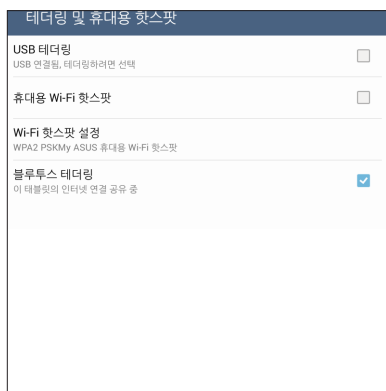 테더링 및 휴대용 핫스팟
USB 테더링
USB 연결됨, 테더링하려면 선택
휴대용 Wi-Fi 핫스팟
Wi-Fi 핫스팟 설정
WPA2 PSKMy ASUS 휴대용 Wi-Fi 핫스팟
블루투스 테더링
이 태블릿의 인터넷 연결 공유 중